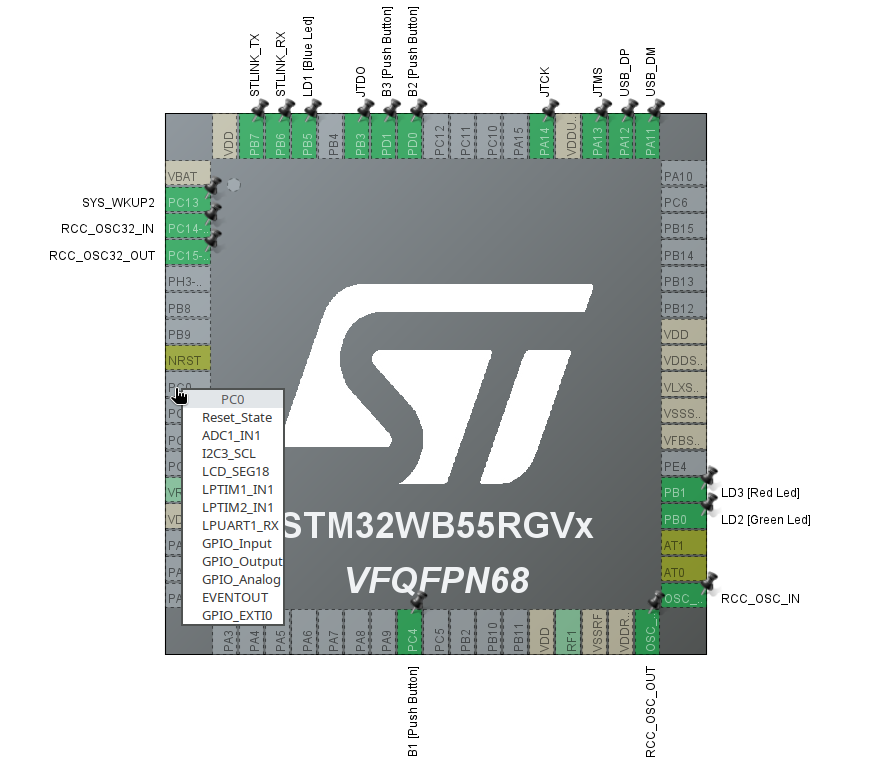 STLINK_TX
STLINK_RX
LD1 [Blue Led]
JTDO
B3 [Push Button]
B2 [Push Button]
JTCK
JTMS
USB_DP
USB_DM
VDD
PB7
PB6
PB5
PB4
PB3
PD1
PD0
PC12
PC11
PC10
PA15
PA14
VDDU.
PA13
PA12
PA11
SYS_WKUP2
RCC_OSC32_IN
RCC_OSC32_OUT
VBAT
PC13
PC14-..
PC15-..
PH3-..
PB8
PB9
NRST
PC0
Reset_State
ADC1_IN1
I2C3_SCL
LCD_SEG18
LPTIM1_IN1
LPTIM2_IN1
LPUART1_RX
GPIO_Input
GPIO_Output
GPIO_Analog
EVENTOUT
GPIO_EXTI0
STM32WB55RGVx
VFQFPN68
PA10
PC6
PB15
PB14
PB13
PB12
VDD
VDDS..
VLXS..
VSSS..
VFBS..
PE4
PB1
PB0
AT1
AT0
OSC_..
LD3 [Red Led]
LD2 [Green Led]
RCC_OSC_IN
PA3
PA4
PA5
PA6
PA7
PA8
PA9
PC4
PC5
PB2
PB10
PB11
VDD
RF1
VSSRF
VDDR.
OSC_
B1 [Push Button]
RCC_OSC_OUT